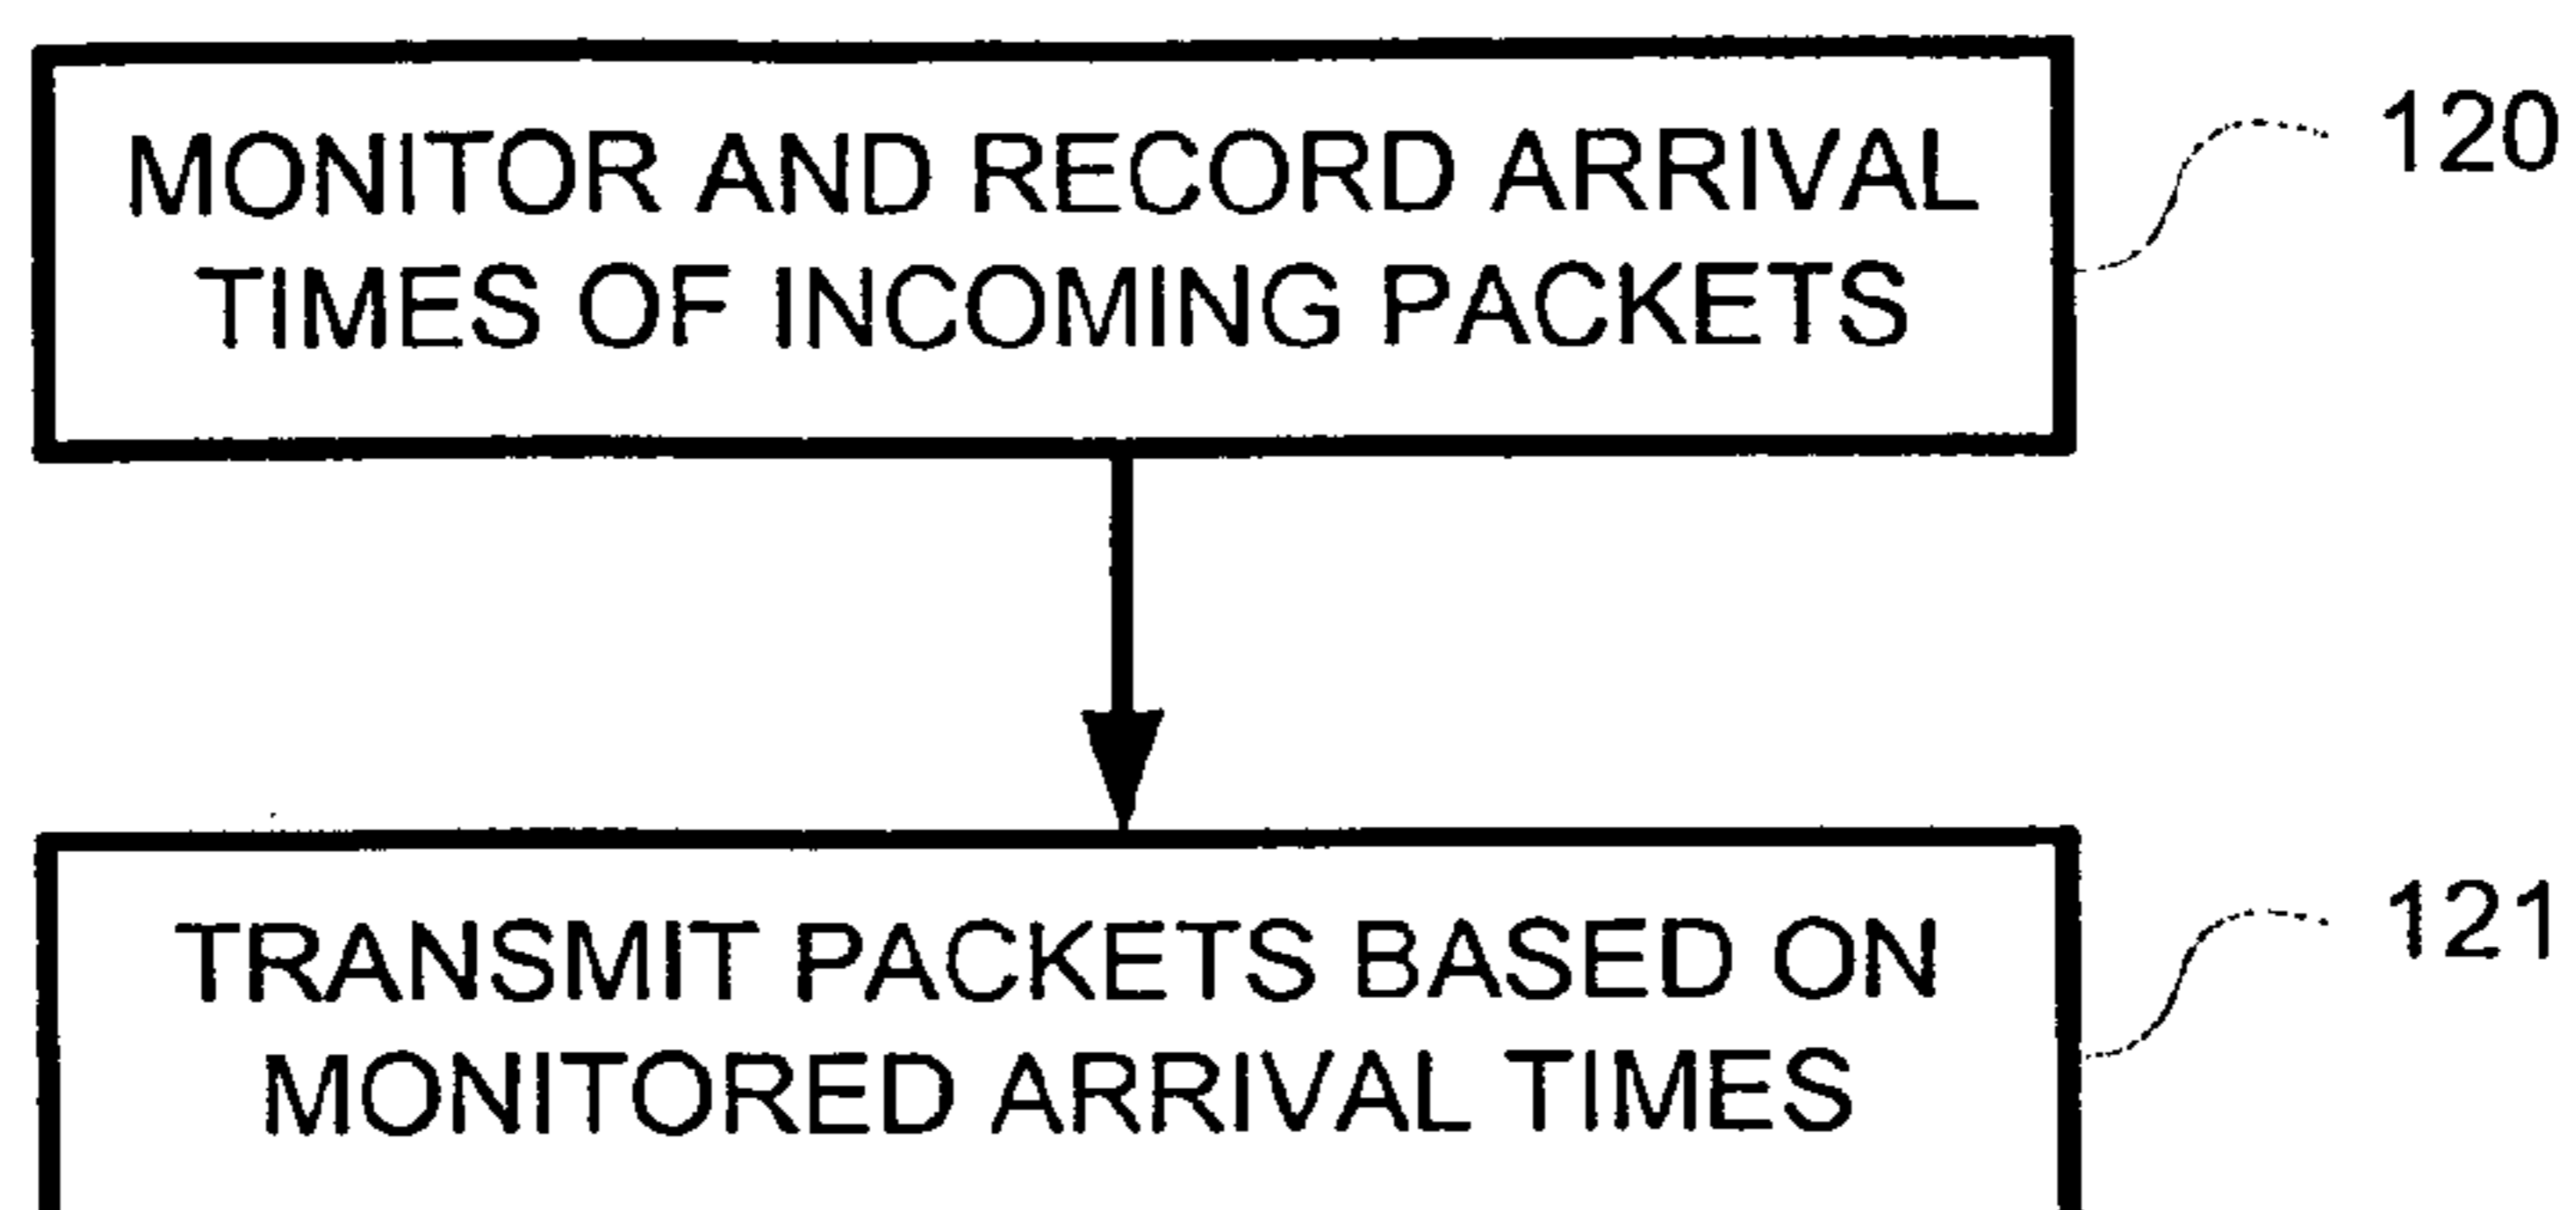 MONITOR AND RECORD ARRIVAL
TIMES OF INCOMING PACKETS
120
TRANSMIT PACKETS BASED ON
MONITORED ARRIVAL TIMES
121